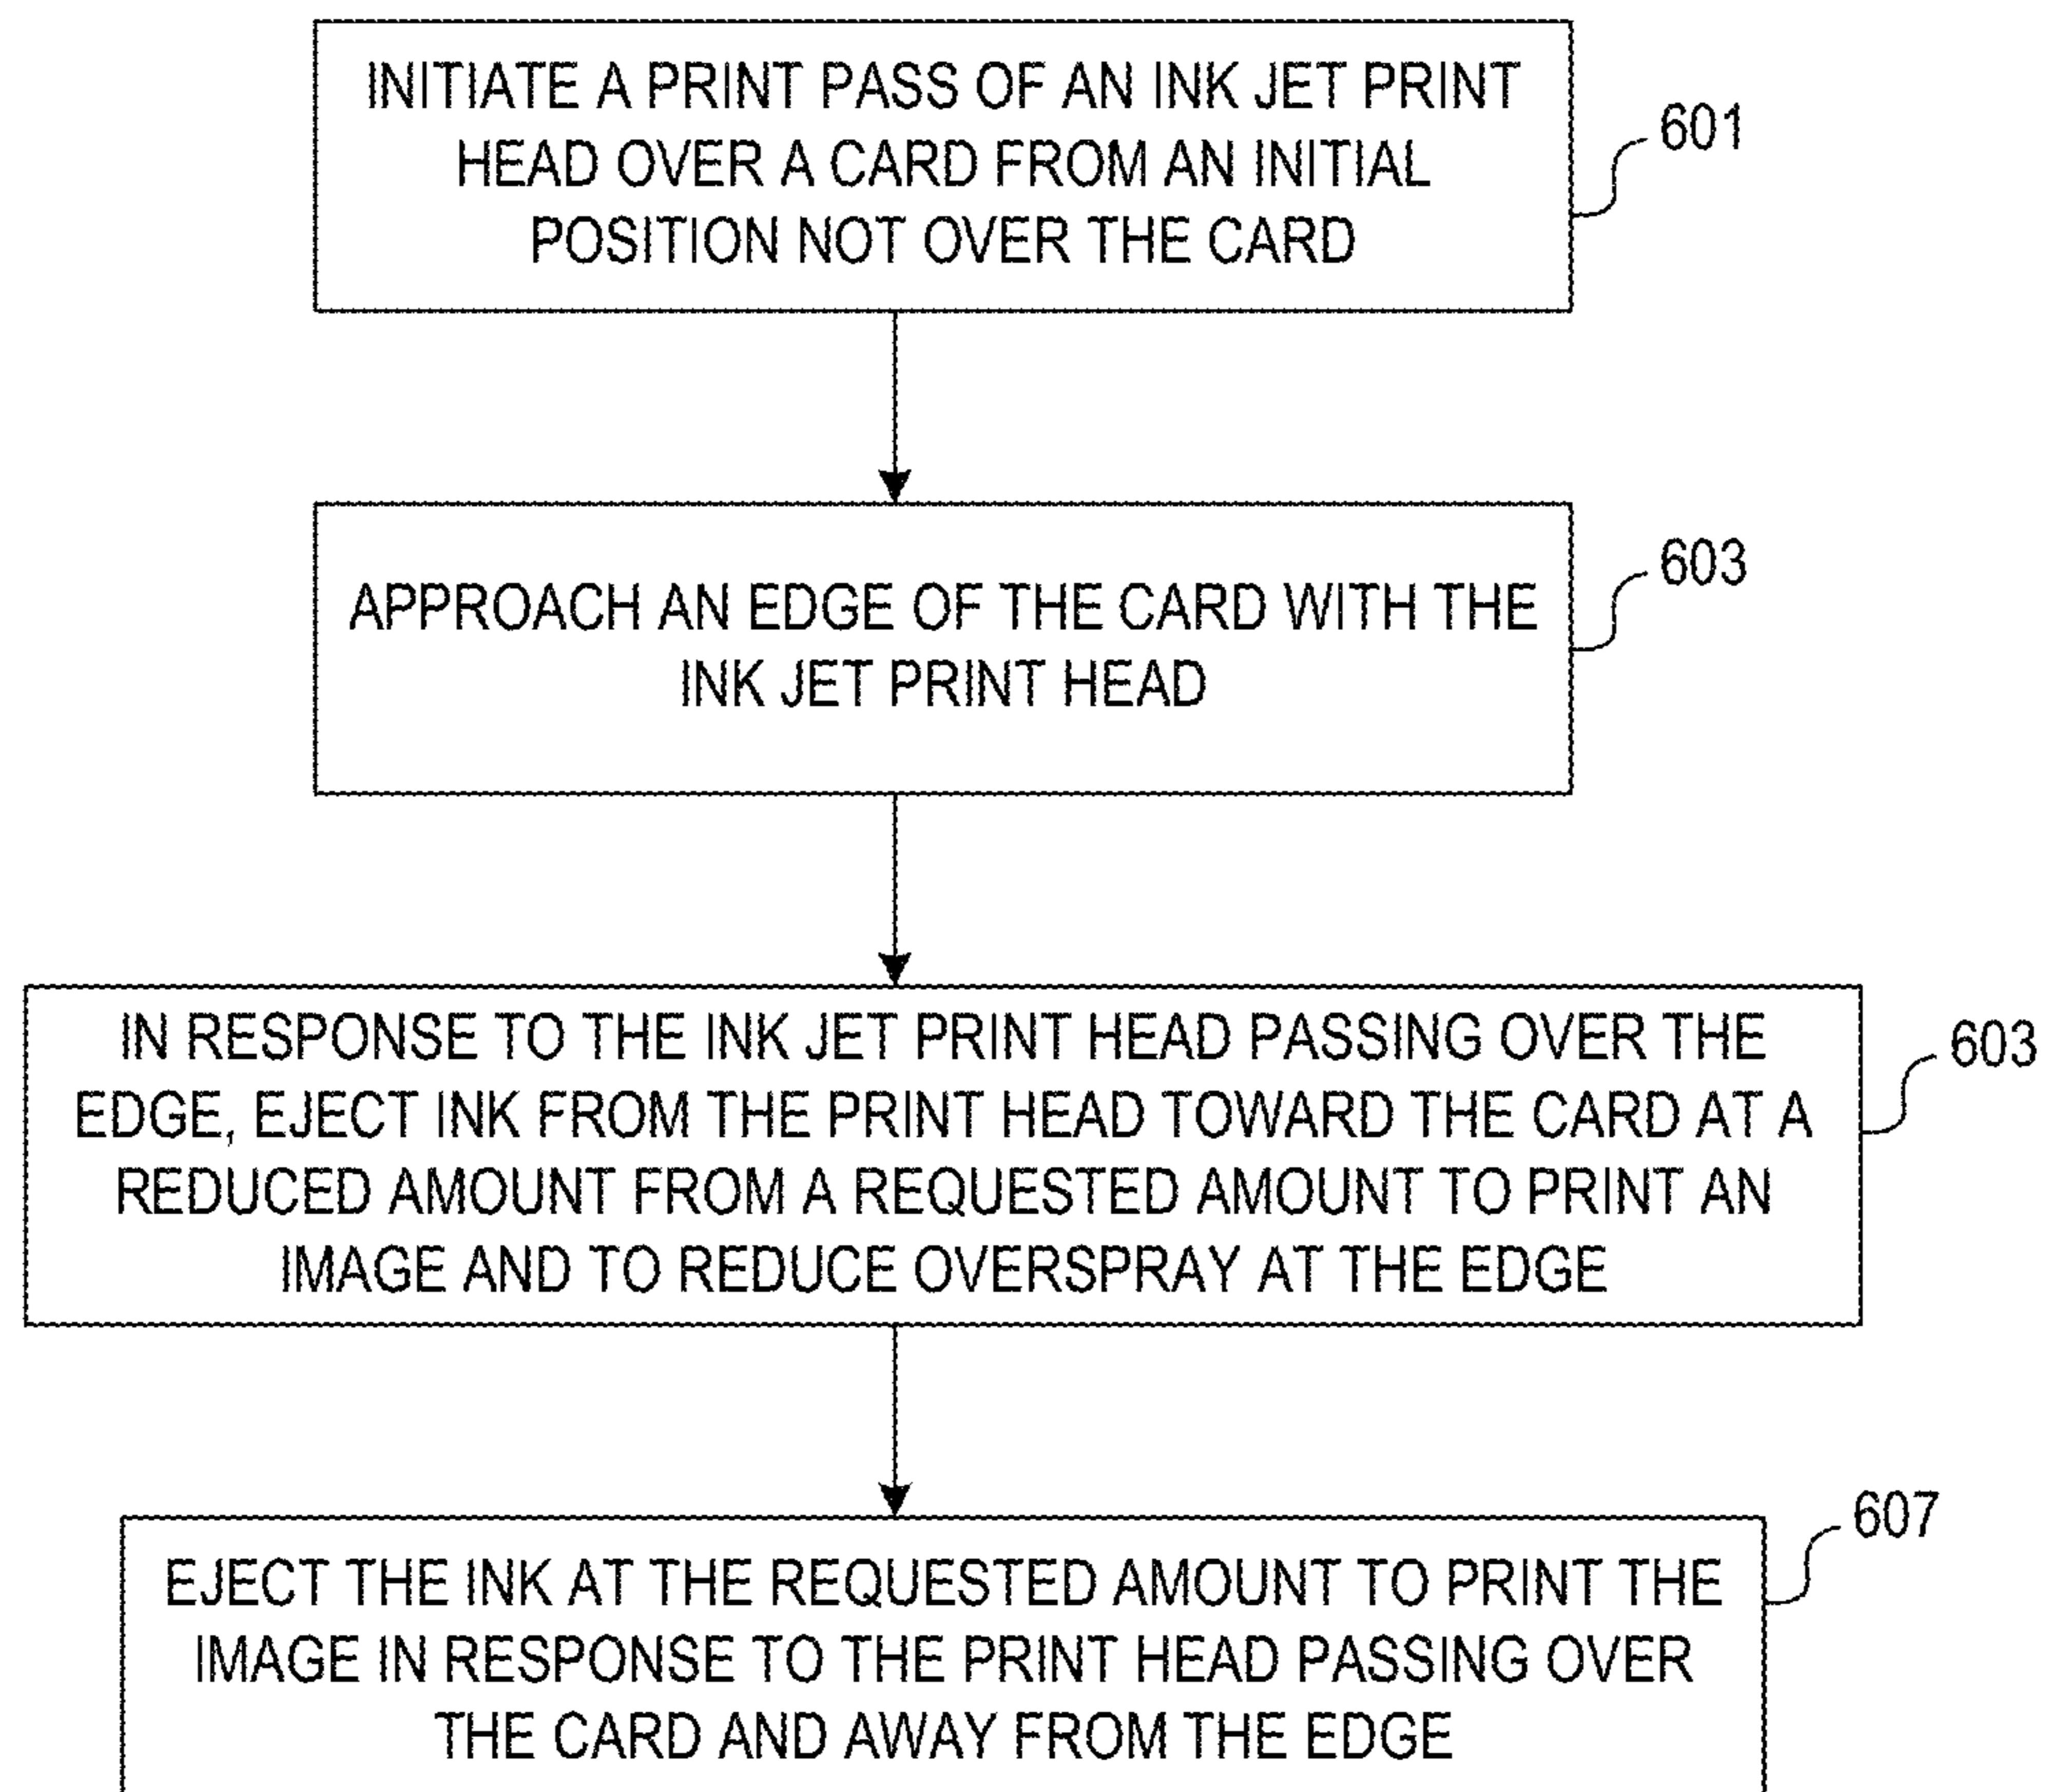 INITIATE A PRINT PASS OF AN INK JET PRINT
HEAD OVER A CARD FROM AN INITIAL
POSITION NOT OVER THE CARD
601
APPROACH AN EDGE OF THE CARD WITH THE
INK JET PRINT HEAD
603
IN RESPONSE TO THE INK JET PRINT HEAD PASSING OVER THE
EDGE, EJECT INK FROM THE PRINT HEAD TOWARD THE CARD AT A
REDUCED AMOUNT FROM A REQUESTED AMOUNT TO PRINT AN
IMAGE AND TO REDUCE OVERSPRAY AT THE EDGE
603
EJECT THE INK AT THE REQUESTED AMOUNT TO PRINT THE
IMAGE IN RESPONSE TO THE PRINT HEAD PASSING OVER
THE CARD AND AWAY FROM THE EDGE
607